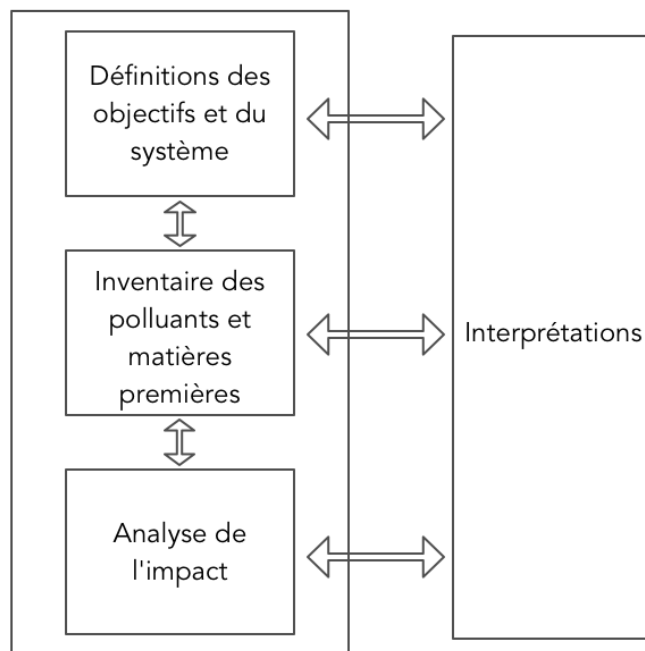 Définitions des
objectifs et du
système
Inventaire des
polluants et
matières
premières
Interprétations
Analyse de
l'impact